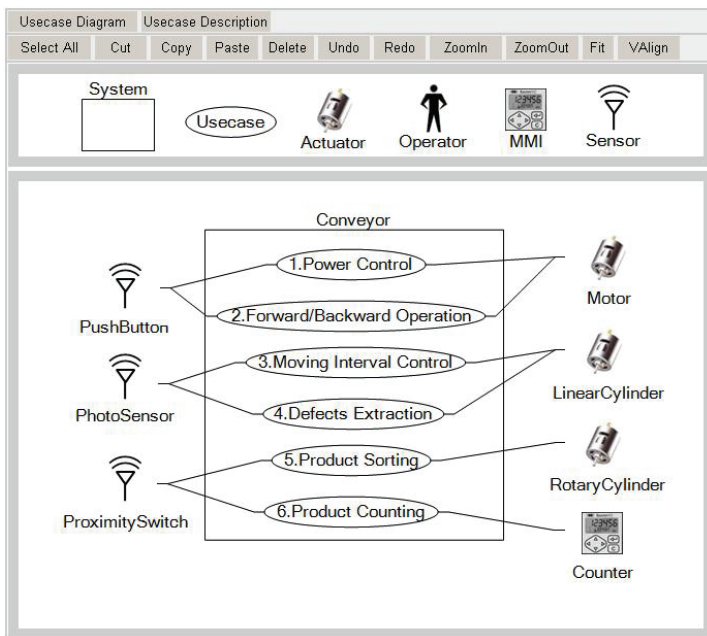 Usecase Diagram Usecase Description
Select All Cut Copy Paste Delete Undo Redo ZoomIn ZoomOut Fit VAlign
System
Usecase
Actuator
Operator
MMI
Sensor
Conveyor
1.Power Control
Motor
2.Forward/Backward Operation
PushButton
3.Moving Interval Control
LinearCylinder
PhotoSensor
4.Defects Extraction
5.Product Sorting
RotaryCylinder
ProximitySwitch
6.Product Counting
Counter